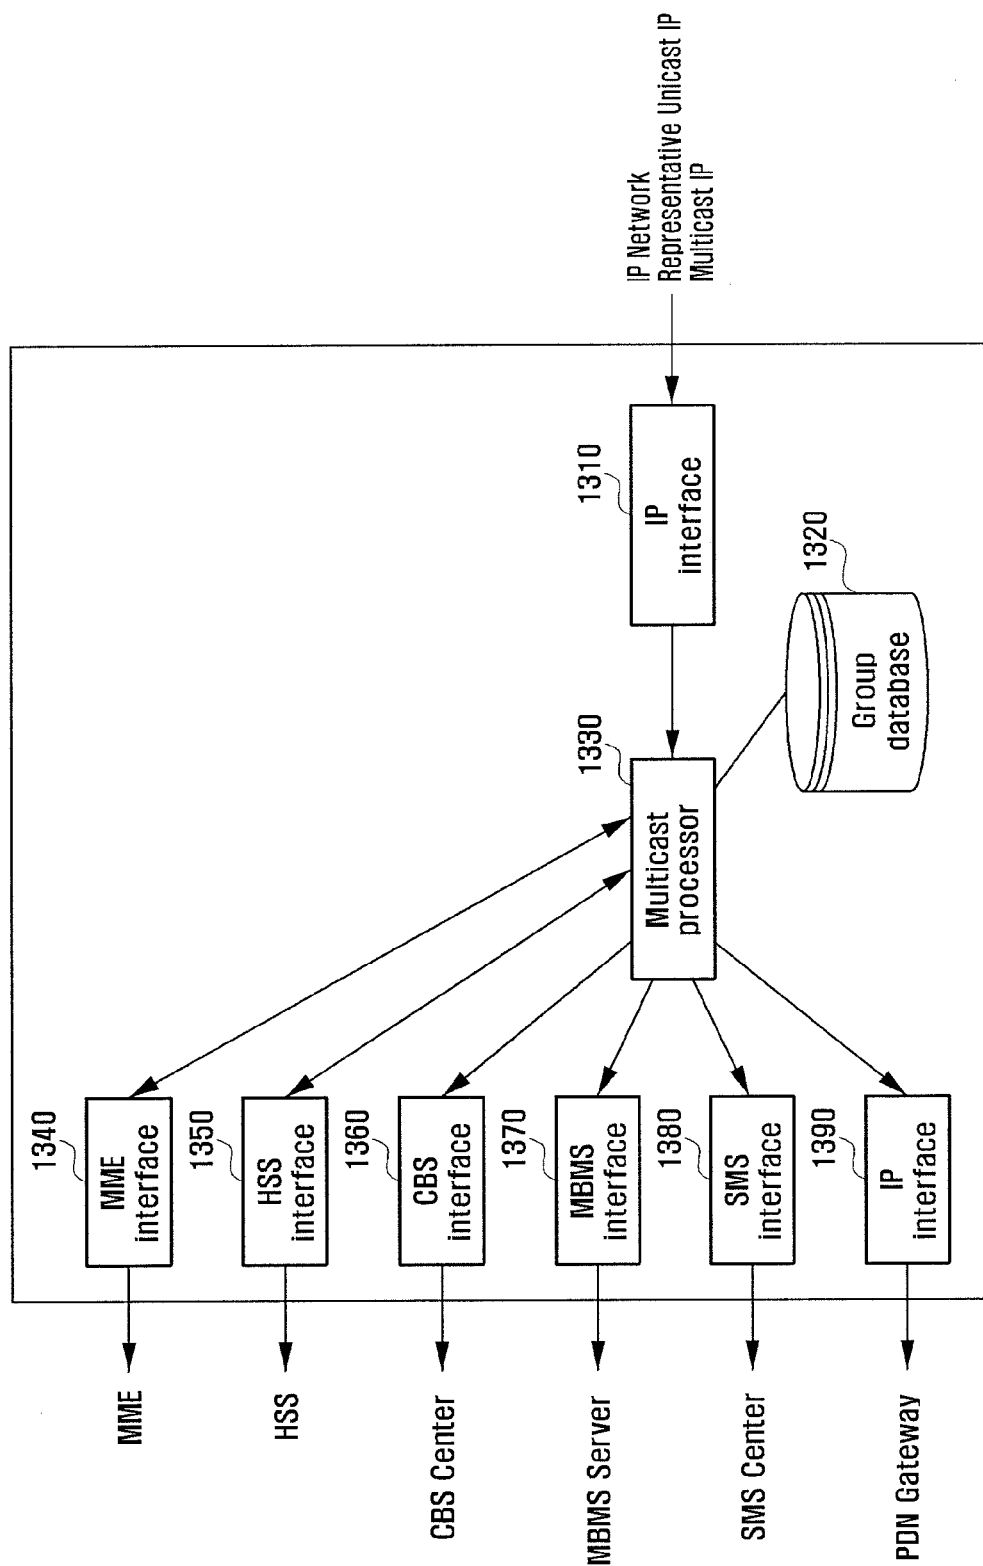 IP Network
Representative Unicast IP
Multicast IP
1310
IP
interface
1320
Group
database
1330
Multicast
processor
1340
MME
interface
1350
HSS
interface
1360
CBS
interface
1370
MBMS
interface
1380
SMS
interface
1390
IP
interface
MME
HSS
CBS Center
MBMS Server
SMS Center
PDN Gateway